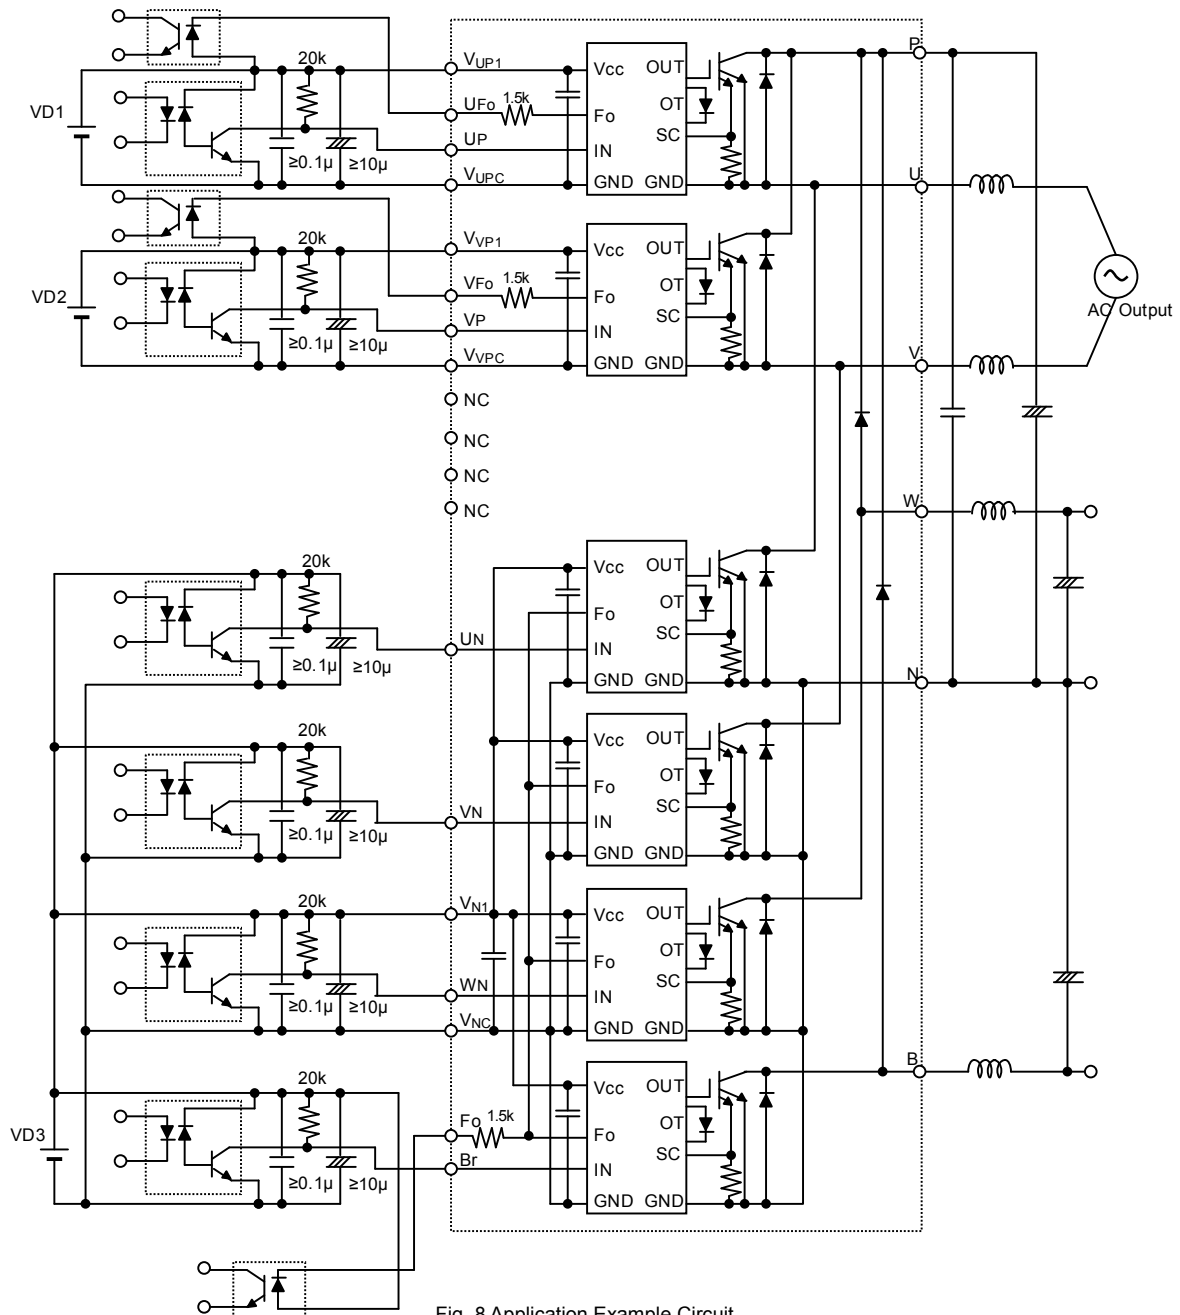 20k
VD1
≥0.1µ
≥10µ
VUP1
UFo
1.5k
UP
VUPC
Vcc
OUT
Fo
OT
SC
IN
GND GND
P
U
20k
VD2
≥0.1µ
≥10µ
VVP1
VFo
1.5k
VP
VVPC
Vcc
OUT
Fo
OT
SC
IN
GND GND
AC Output
V
NC
NC
NC
NC
W
20k
≥0.1µ
≥10µ
UN
Vcc
OUT
Fo
OT
SC
IN
GND GND
N
20k
≥0.1µ
≥10µ
VN
Vcc
OUT
Fo
OT
SC
IN
GND GND
20k
≥0.1µ
≥10µ
VN1
WN
VNC
Vcc
OUT
Fo
OT
SC
IN
GND GND
20k
VD3
≥0.1µ
≥10µ
Fo
1.5k
Br
Vcc
OUT
Fo
OT
SC
IN
GND GND
B
Fig. 8 Application Example Circuit